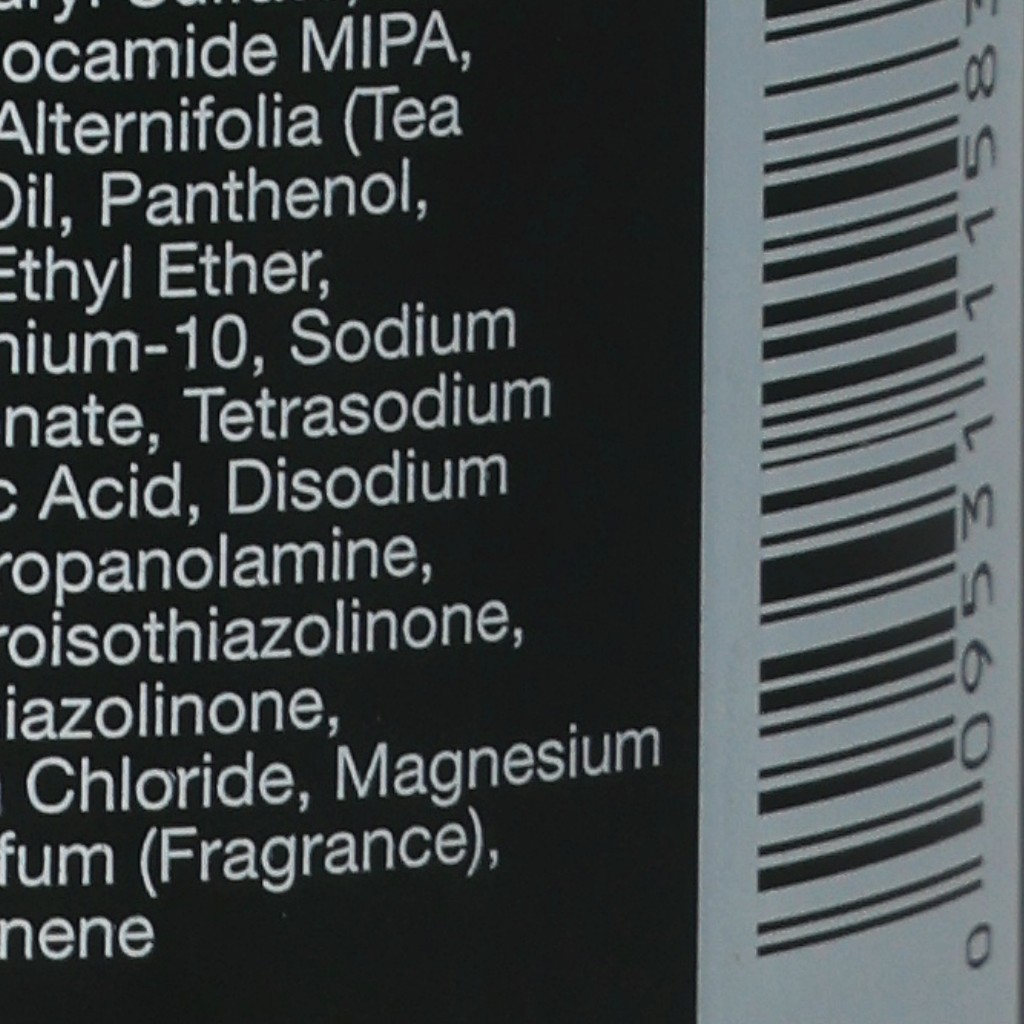 ocamide MIPA,
Alternifolia (Tea
Oil, Panthenol,
Ethyl Ether,
nium-10, Sodium
nate, Tetrasodium
c Acid, Disodium
ropanolamine,
roisothiazolinone,
iazolinone,
Chloride, Magnesium
fum (Fragrance),
nene
0 09531 11583